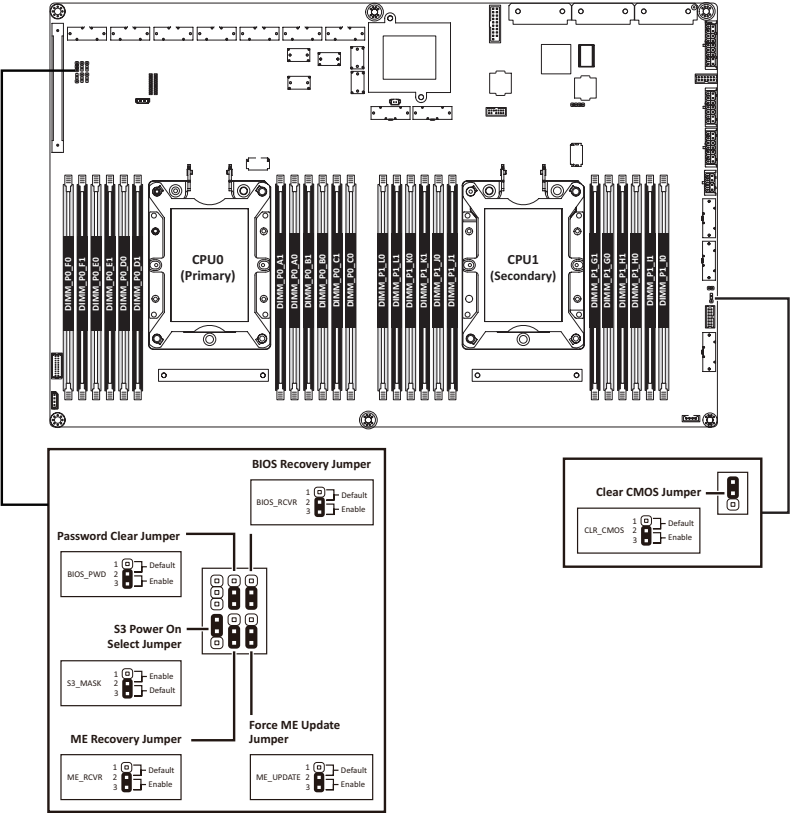 DIMM_P0_F0
DIMM_P0_F1
DIMM_P0_E0
DIMM_P0_E1
DIMM_P0_D0
DIMM_P0_D1
CPU0
(Primary)
DIMM_P0_A1
DIMM_P0_A0
DIMM_P0_B1
DIMM_P0_B0
DIMM_P0_C1
DIMM_P0_C0
DIMM_P1_L0
DIMM_P1_L1
DIMM_P1_K0
DIMM_P1_K1
DIMM_P1_J0
DIMM_P1_J1
CPU1
(Secondary)
DIMM_P1_G1
DIMM_P1_G0
DIMM_P1_H1
DIMM_P1_H0
DIMM_P1_I1
DIMM_P1_I0
BIOS Recovery Jumper
BIOS_RCVR
1
2
3
Default
Enable
Password Clear Jumper
BIOS_PWD
1
2
3
Default
Enable
S3 Power On
Select Jumper
S3_MASK
1
2
3
Enable
Default
ME Recovery Jumper
ME_RCVR
1
2
3
Default
Enable
Force ME Update
Jumper
ME_UPDATE
1
2
3
Default
Enable
Clear CMOS Jumper
CLR_CMOS
1
2
3
Default
Enable